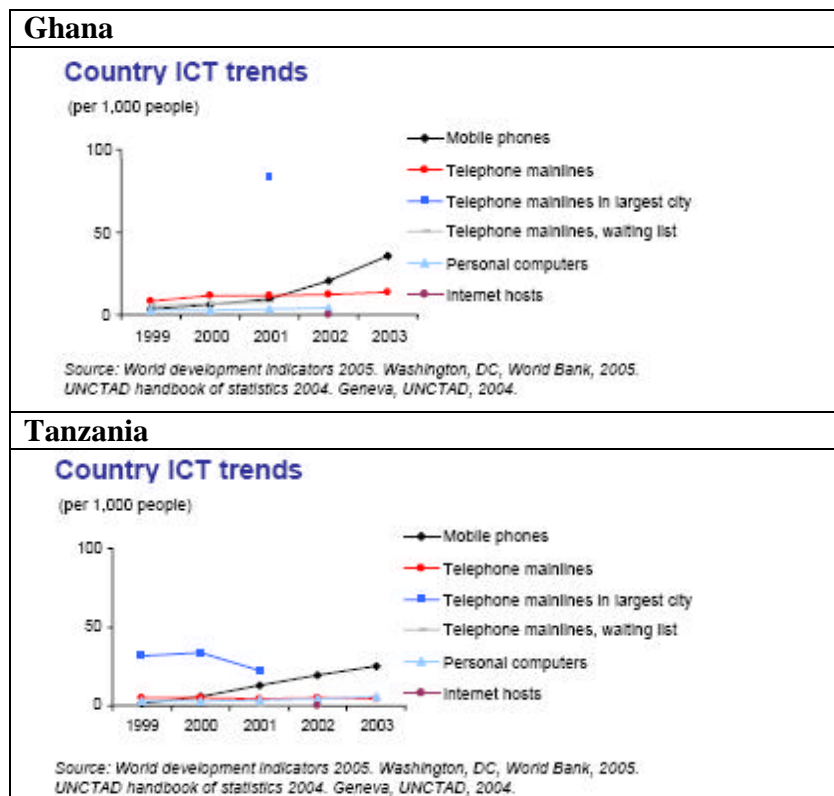 Ghana
Country ICT trends
(per 1,000 people)
Mobile phones
Telephone mainlines
Telephone mainlines in largest city
Telephone mainlines, waiting list
Personal computers
Internet hosts
100
50
0
1999 2000 2001 2002 2003
Source: World development indicators 2005. Washington, DC, World Bank, 2005.
UNCTAD handbook of statistics 2004. Geneva, UNCTAD, 2004.
Tanzania
Country ICT trends
(per 1,000 people)
Mobile phones
Telephone mainlines
Telephone mainlines in largest city
Telephone mainlines, waiting list
Personal computers
Internet hosts
100
50
0
1999 2000 2001 2002 2003
Source: World development indicators 2005. Washington, DC, World Bank, 2005.
UNCTAD handbook of statistics 2004. Geneva, UNCTAD, 2004.